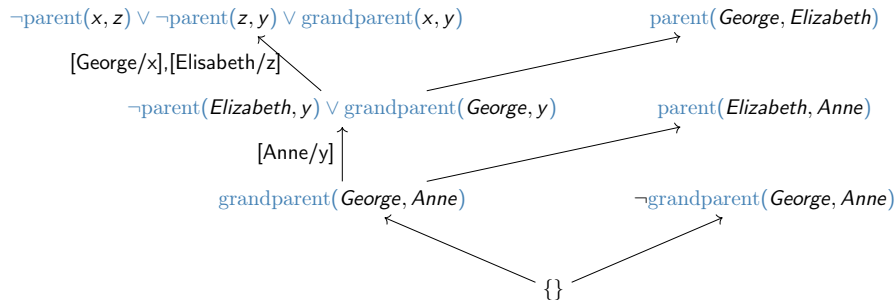 ¬parent(x, z) ∨ ¬parent(z, y) ∨ grandparent(x, y) parent(George, Elizabeth)
[George/x],[Elisabeth/z]
¬parent(Elizabeth, y) ∨ grandparent(George, y) parent(Elizabeth, Anne)
[Anne/y]
grandparent(George, Anne) ¬grandparent(George, Anne)
{}